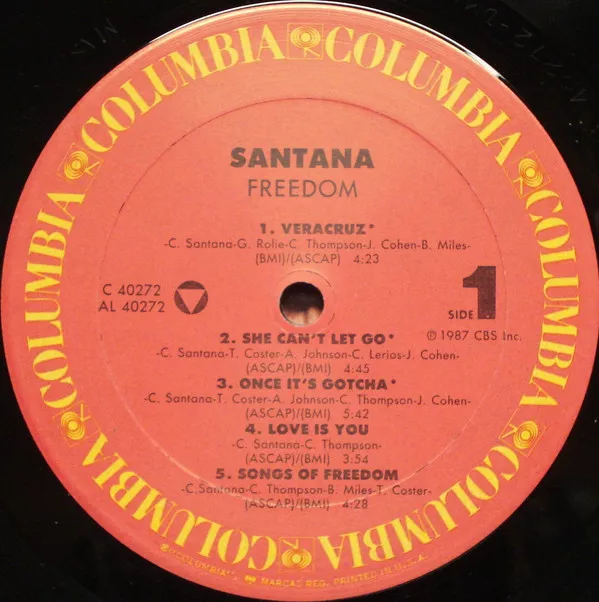 COLUMBIA COLUMBIA COLUMBIA COLUMBIA COLUMBIA COLUMBIA
SANTANA
FREEDOM
1. VERACRUZ*
-C. Santana-G. Rolie-C. Thompson-J. Cohen-B. Miles-
(BMI)/(ASCAP) 4:23
C 40272
AL 40272
SIDE 1
℗ 1987 CBS Inc.
2. SHE CAN'T LET GO*
-C. Santana-T. Coster-A. Johnson-C. Lerios-J. Cohen-
(ASCAP)/(BMI) 4:45
3. ONCE IT'S GOTCHA*
-C. Santana-T. Coster-A. Johnson-C. Thompson-J. Cohen-
(ASCAP)/(BMI) 5:42
4. LOVE IS YOU
-C. Santana-C. Thompson-
(ASCAP)/(BMI) 3:54
5. SONGS OF FREEDOM
-C.Santana-C. Thompson-B. Miles-T. Coster-
(ASCAP)/(BMI) 4:28
"COLUMBIA", MARCAS REG. PRINTED IN U.S.A.